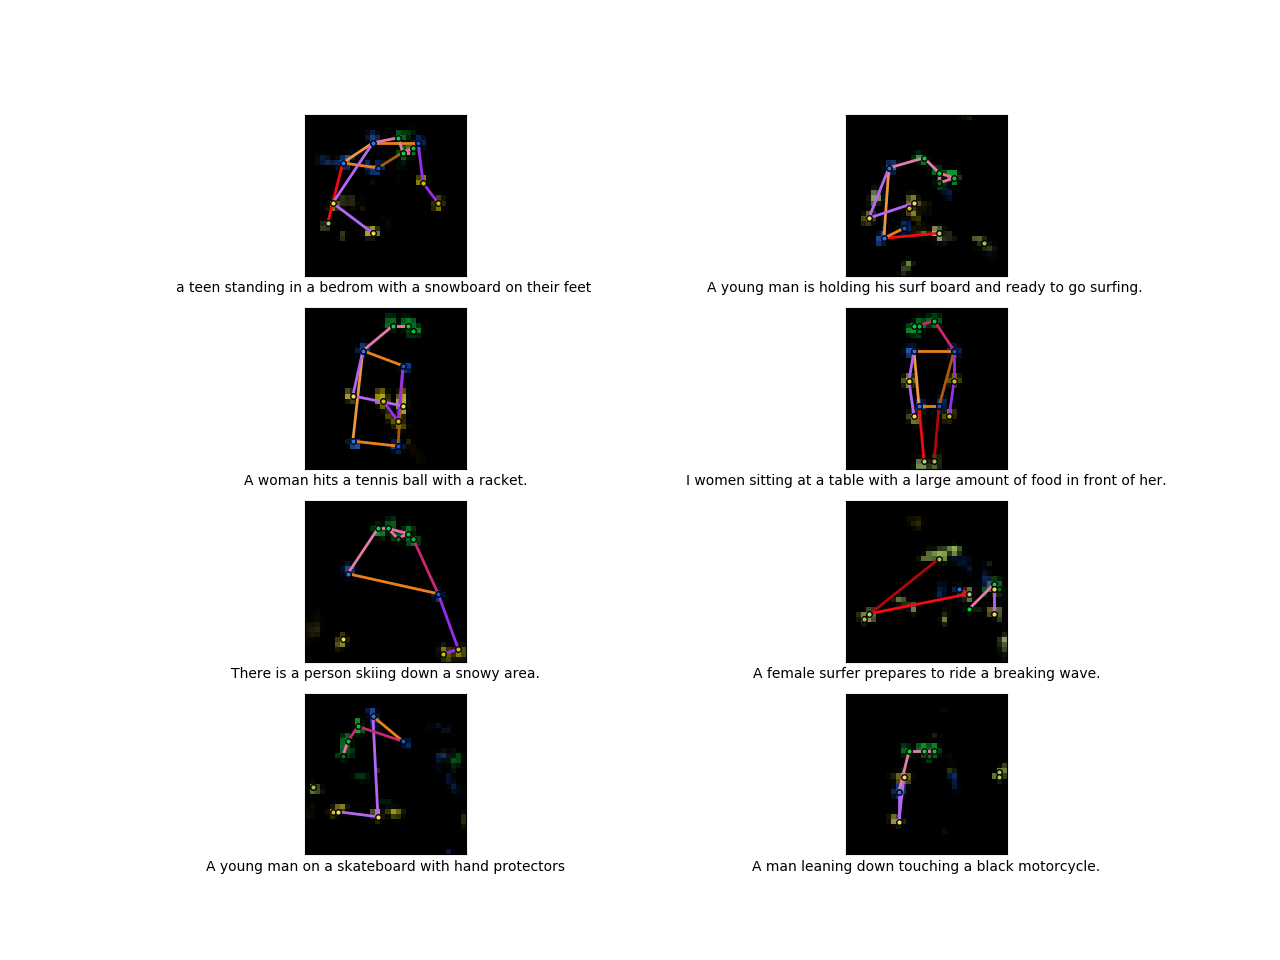 a teen standing in a bedrom with a snowboard on their feet
A young man is holding his surf board and ready to go surfing.
A woman hits a tennis ball with a racket.
I women sitting at a table with a large amount of food in front of her.
There is a person skiing down a snowy area.
A female surfer prepares to ride a breaking wave.
A young man on a skateboard with hand protectors
A man leaning down touching a black motorcycle.